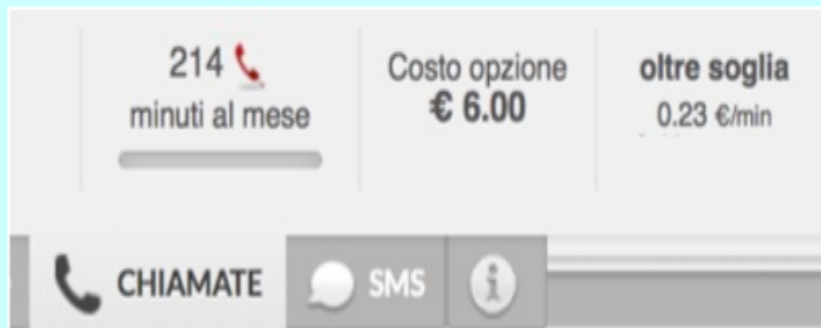 214
minuti al mese
Costo opzione
€ 6.00
oltre soglia
0.23 €/min
CHIAMATE
SMS
i